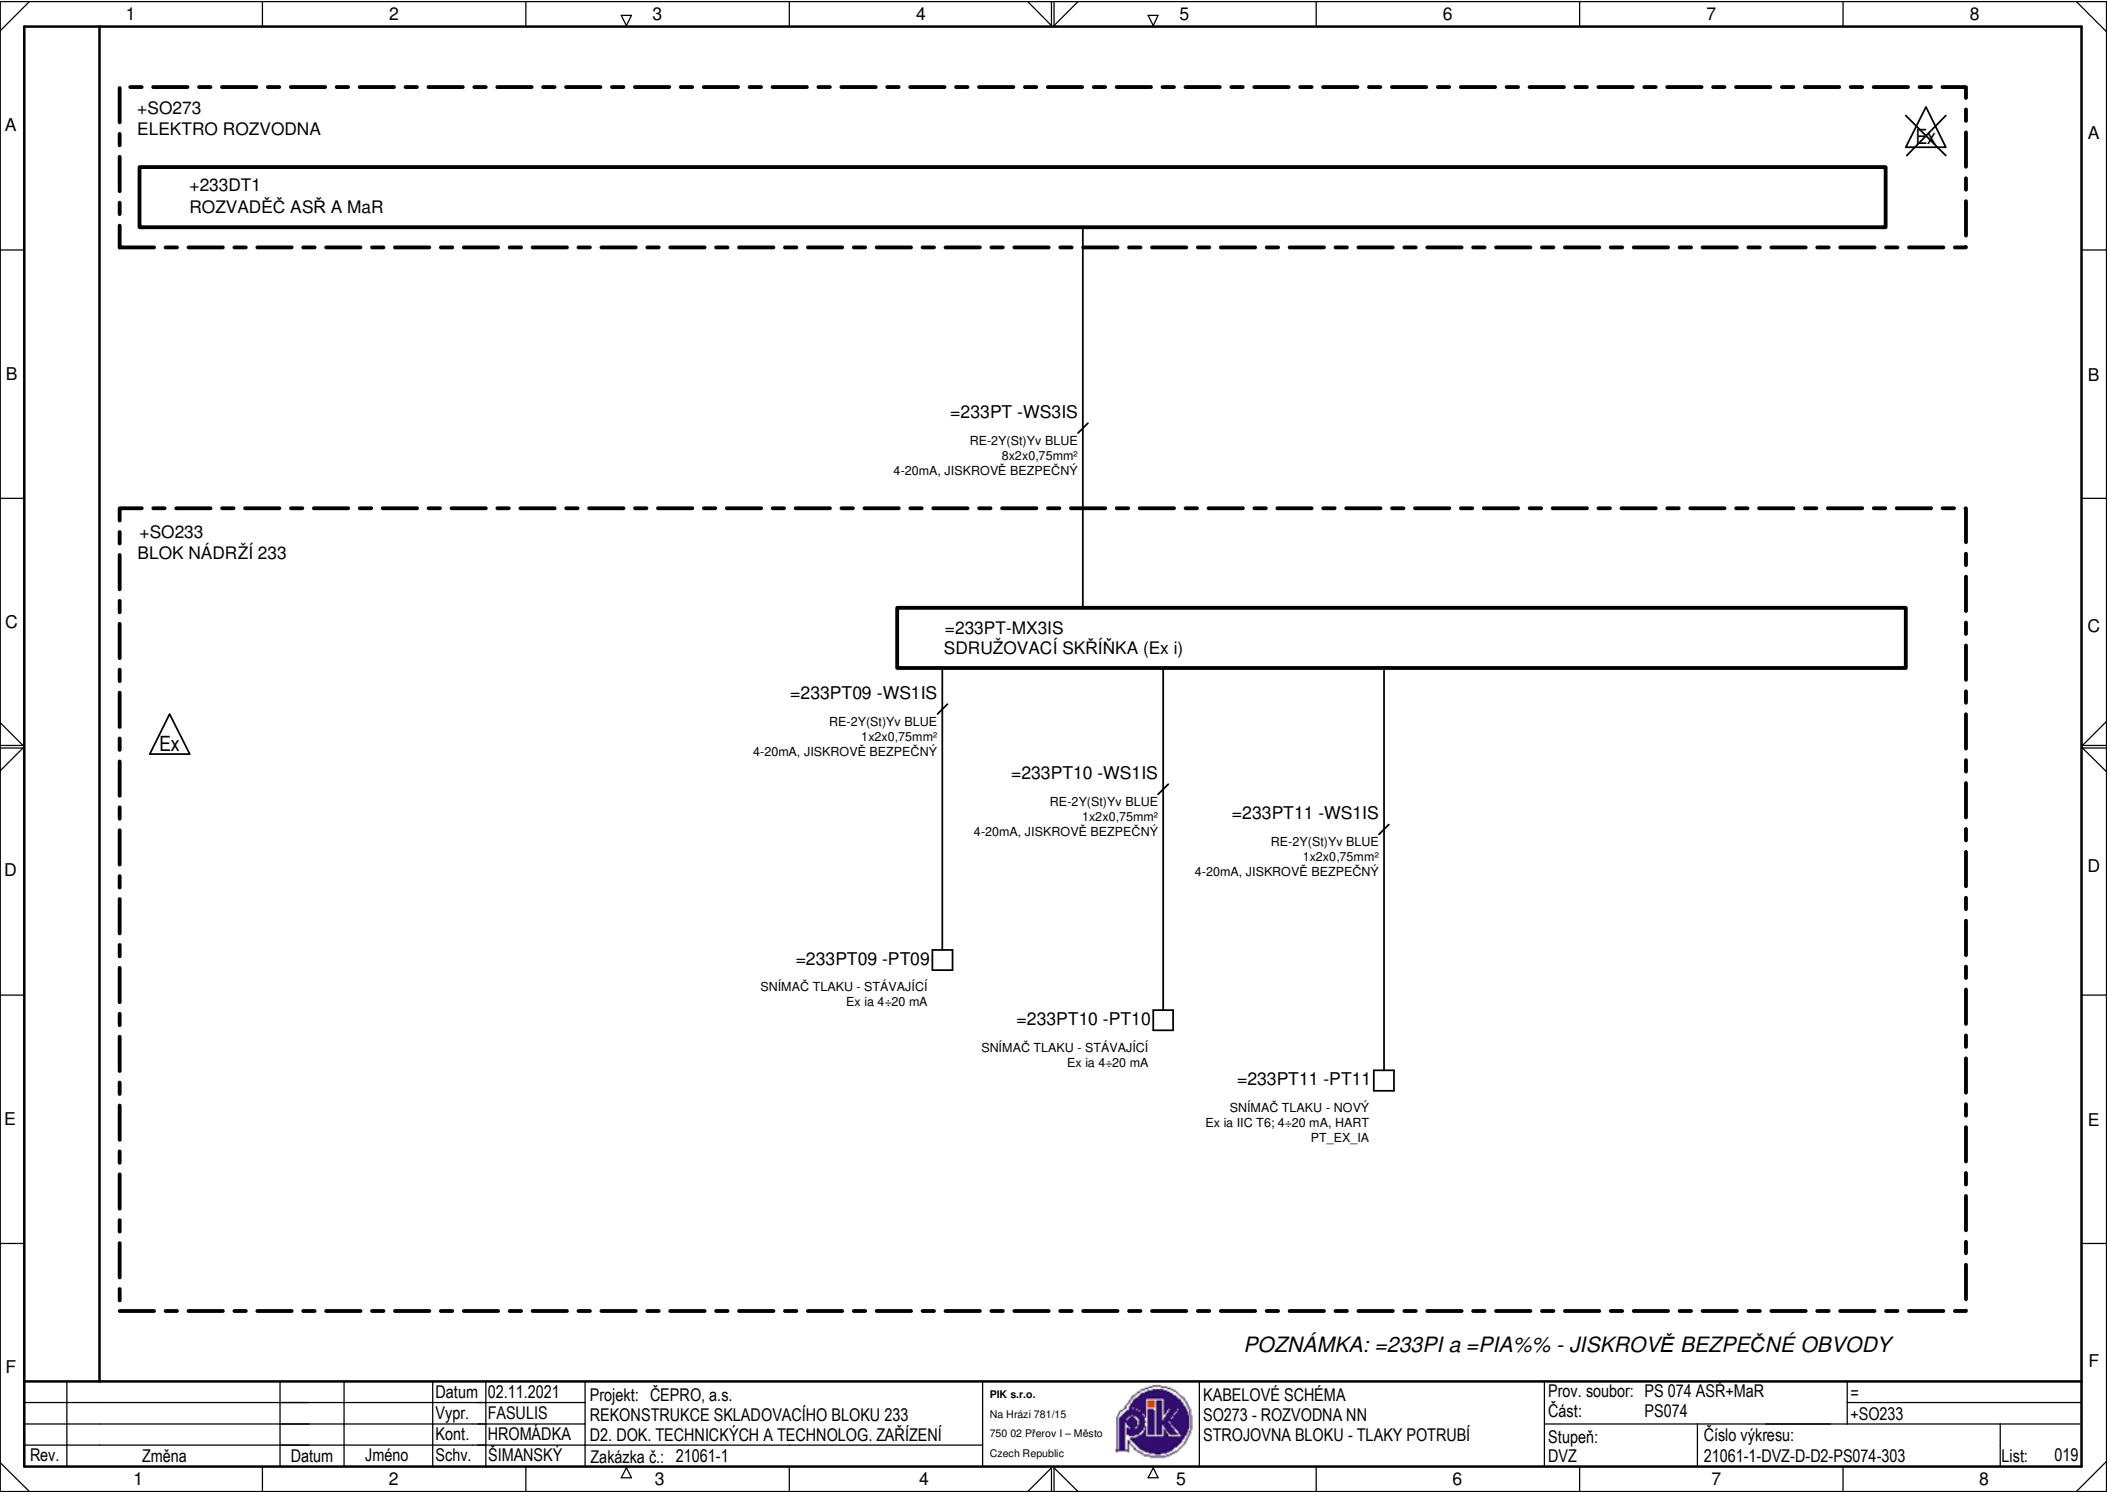 1 2 3 4 5 6 7 8
A A
+SO273
ELEKTRO ROZVODNA
Ex
+233DT1
ROZVADĚČ ASŘ A MaR
B B
=233PT -WS3IS
RE-2Y(St)Yv BLUE
8x2x0,75mm²
4-20mA, JISKROVĚ BEZPEČNÝ
+SO233
BLOK NÁDRŽÍ 233
C C
=233PT-MX3IS
SDRUŽOVACÍ SKŘÍŇKA (Ex i)
=233PT09 -WS1IS
RE-2Y(St)Yv BLUE
1x2x0,75mm²
4-20mA, JISKROVĚ BEZPEČNÝ
Ex
=233PT10 -WS1IS
RE-2Y(St)Yv BLUE
1x2x0,75mm²
4-20mA, JISKROVĚ BEZPEČNÝ
=233PT11 -WS1IS
RE-2Y(St)Yv BLUE
1x2x0,75mm²
4-20mA, JISKROVĚ BEZPEČNÝ
D D
=233PT09 -PT09
SNÍMAČ TLAKU - STÁVAJÍCÍ
Ex ia 4÷20 mA
=233PT10 -PT10
SNÍMAČ TLAKU - STÁVAJÍCÍ
Ex ia 4÷20 mA
=233PT11 -PT11
SNÍMAČ TLAKU - NOVÝ
Ex ia IIC T6; 4÷20 mA, HART
PT_EX_IA
E E
POZNÁMKA: =233PI a =PIA%% - JISKROVĚ BEZPEČNÉ OBVODY
F F
Rev. Změna Datum Jméno
Datum 02.11.2021
Vypr. FASULIS
Kont. HROMÁDKA
Schv. ŠIMANSKÝ
Projekt: ČEPRO, a.s.
REKONSTRUKCE SKLADOVACÍHO BLOKU 233
D2. DOK. TECHNICKÝCH A TECHNOLOG. ZAŘÍZENÍ
Zakázka č.: 21061-1
PIK s.r.o.
Na Hrázi 781/15
750 02 Přerov I – Město
Czech Republic
pik
KABELOVÉ SCHÉMA
SO273 - ROZVODNA NN
STROJOVNA BLOKU - TLAKY POTRUBÍ
Prov. soubor: PS 074 ASŘ+MaR
Část: PS074
=
+SO233
Stupeň:
DVZ
Číslo výkresu:
21061-1-DVZ-D-D2-PS074-303
List: 019
1 2 3 4 5 6 7 8